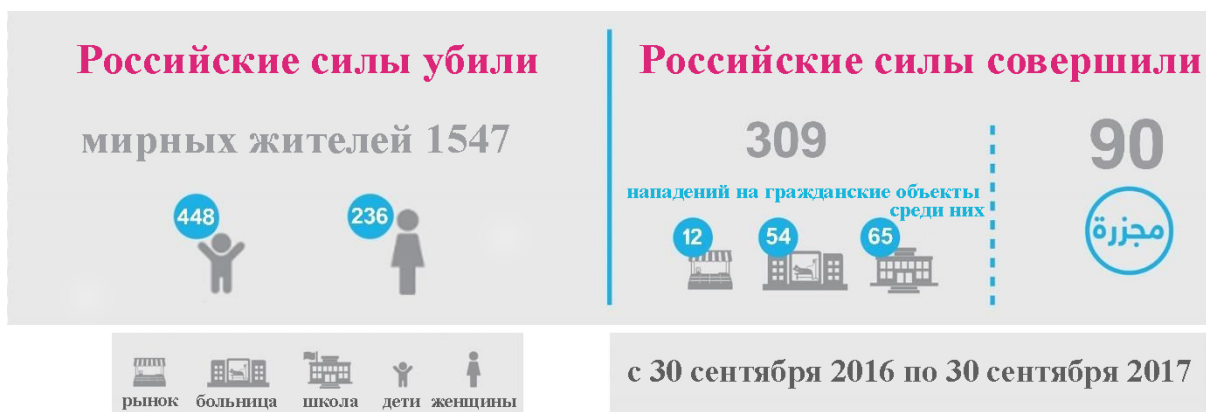 Российские силы убили
мирных жителей 1547
448
236
Российские силы совершили
309
нападений на гражданские объекты
среди них
12
54
65
90
مجزرة
рынок
больница
школа
дети
женщины
с 30 сентября 2016 по 30 сентября 2017